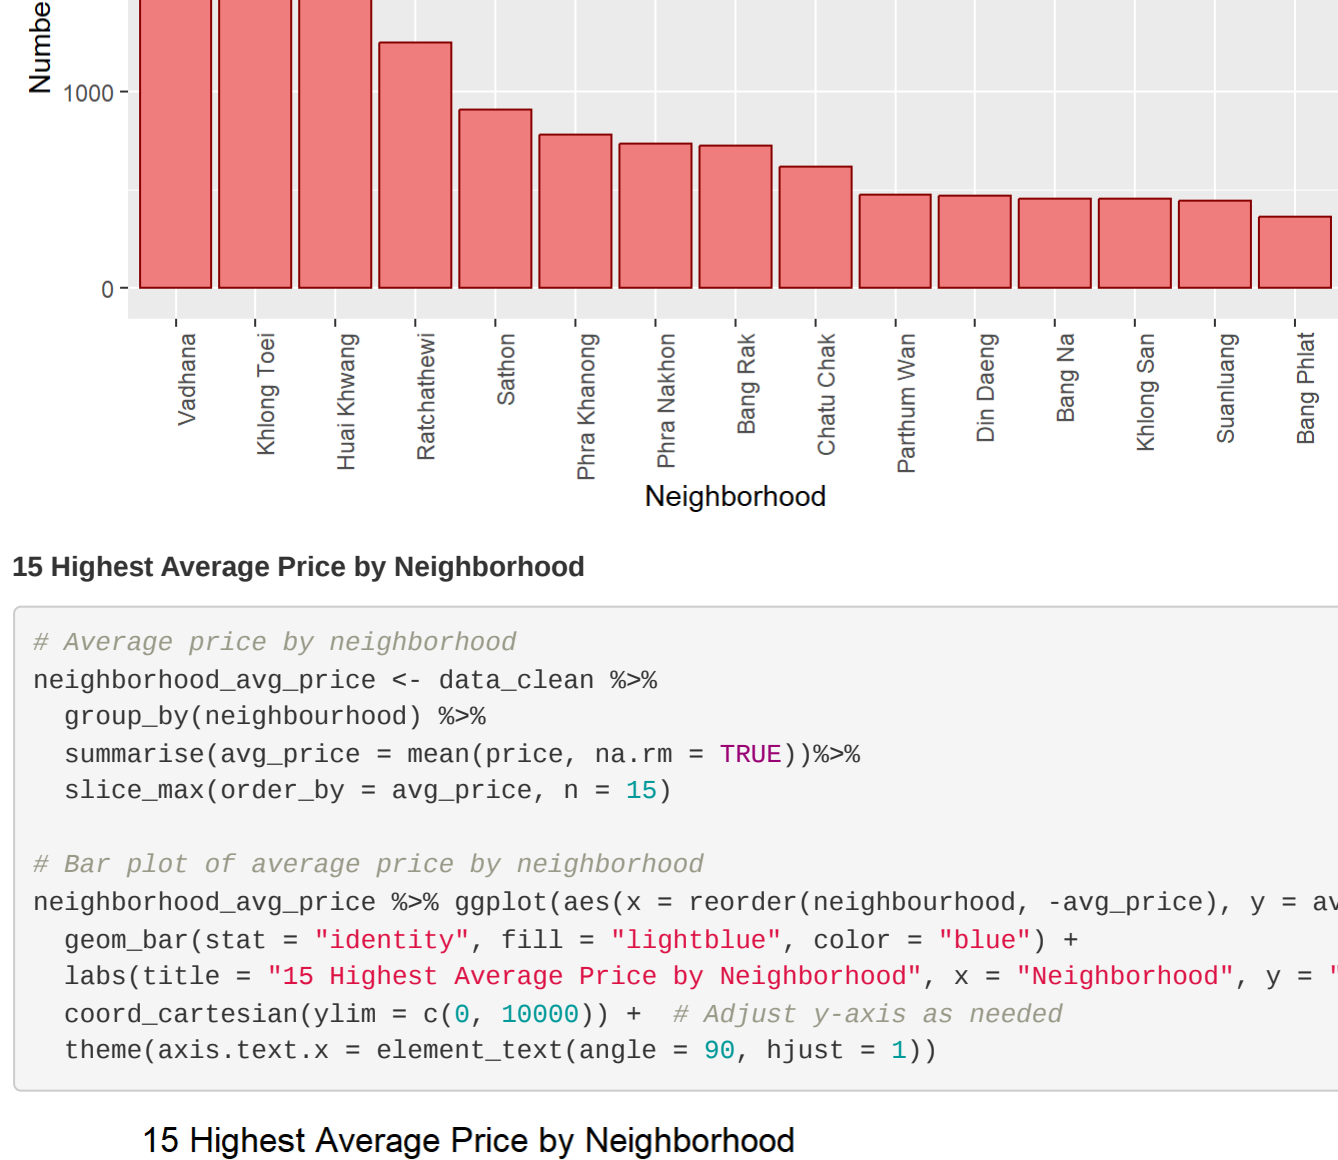 Numbe
1000
0
Vadhana
Khlong Toei
Huai Khwang
Ratchathewi
Sathon
Phra Khanong
Phra Nakhon
Bang Rak
Chatu Chak
Parthum Wan
Din Daeng
Bang Na
Khlong San
Suanluang
Bang Phlat
Neighborhood
15 Highest Average Price by Neighborhood
# Average price by neighborhood
neighborhood_avg_price <- data_clean %>%
  group_by(neighbourhood) %>%
  summarise(avg_price = mean(price, na.rm = TRUE))%>%
  slice_max(order_by = avg_price, n = 15)
# Bar plot of average price by neighborhood
neighborhood_avg_price %>% ggplot(aes(x = reorder(neighbourhood, -avg_price), y = av
  geom_bar(stat = "identity", fill = "lightblue", color = "blue") +
  labs(title = "15 Highest Average Price by Neighborhood", x = "Neighborhood", y = "
  coord_cartesian(ylim = c(0, 10000)) +  # Adjust y-axis as needed
  theme(axis.text.x = element_text(angle = 90, hjust = 1))
15 Highest Average Price by Neighborhood